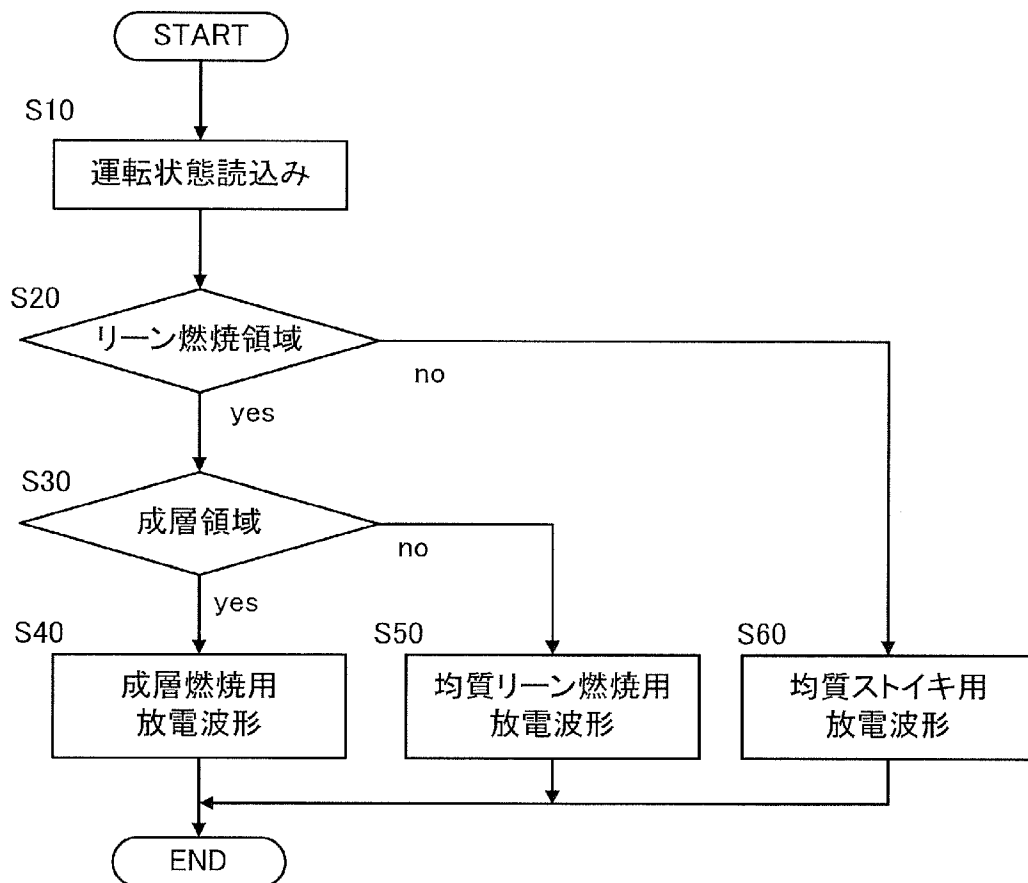 START
S10
運転状態読込み
S20
リーン燃焼領域
no
yes
S30
成層領域
no
yes
S40
成層燃焼用
放電波形
S50
均質リーン燃焼用
放電波形
S60
均質ストイキ用
放電波形
END